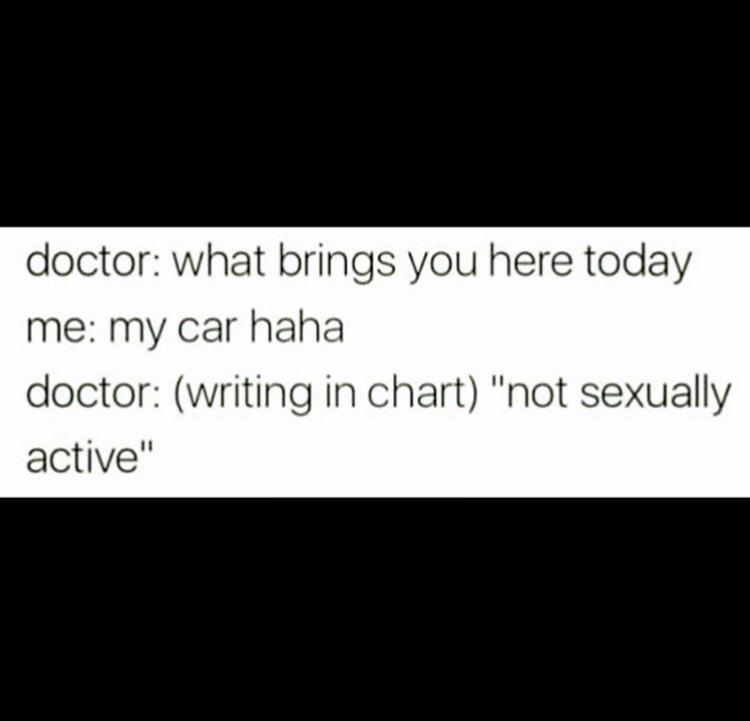 doctor: what brings you here today
me: my car haha
doctor: (writing in chart) "not sexually
active"